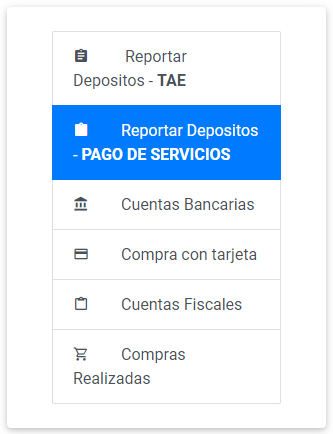 Reportar
Depositos - TAE
Reportar Depositos
- PAGO DE SERVICIOS
Cuentas Bancarias
Compra con tarjeta
Cuentas Fiscales
Compras
Realizadas